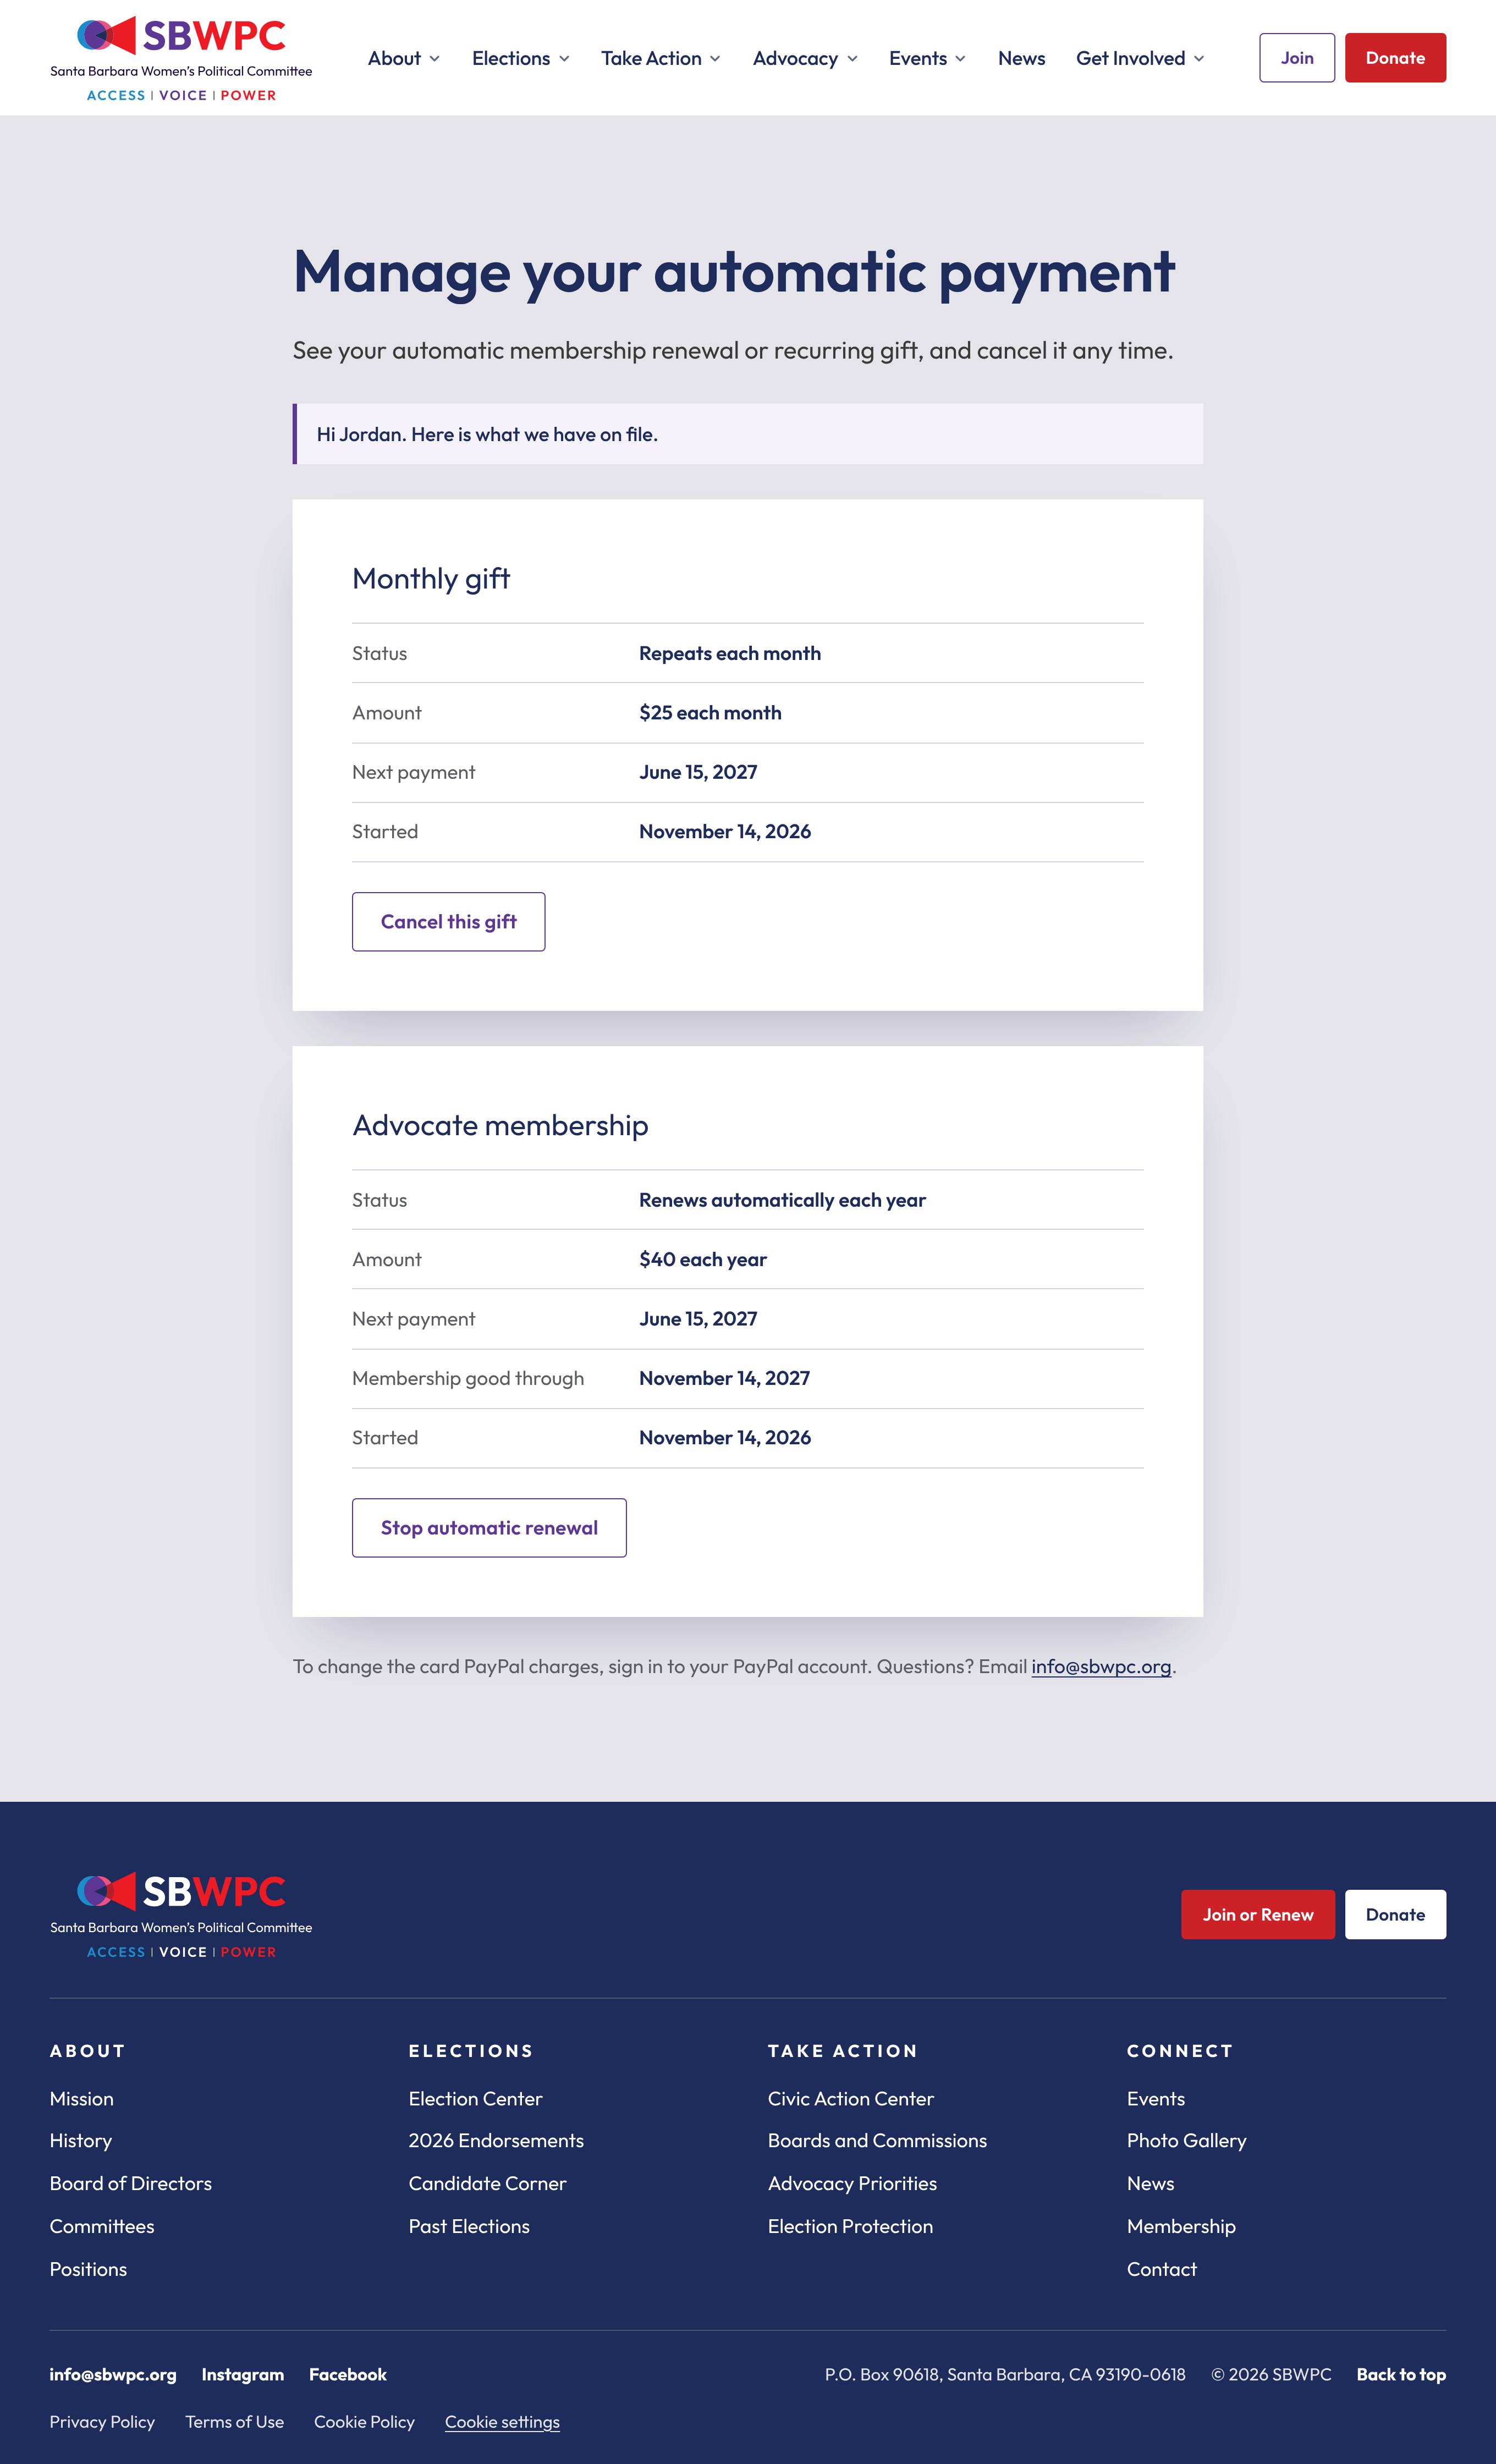 SBWPC
Santa Barbara Women's Political Committee
ACCESS | VOICE | POWER
About
Elections
Take Action
Advocacy
Events
News
Get Involved
Join
Donate
Manage your automatic payment
See your automatic membership renewal or recurring gift, and cancel it any time.
Hi Jordan. Here is what we have on file.
Monthly gift
Status Repeats each month
Amount $25 each month
Next payment June 15, 2027
Started November 14, 2026
Cancel this gift
Advocate membership
Status Renews automatically each year
Amount $40 each year
Next payment June 15, 2027
Membership good through November 14, 2027
Started November 14, 2026
Stop automatic renewal
To change the card PayPal charges, sign in to your PayPal account. Questions? Email info@sbwpc.org.
SBWPC
Santa Barbara Women's Political Committee
ACCESS | VOICE | POWER
Join or Renew
Donate
ABOUT
Mission
History
Board of Directors
Committees
Positions
ELECTIONS
Election Center
2026 Endorsements
Candidate Corner
Past Elections
TAKE ACTION
Civic Action Center
Boards and Commissions
Advocacy Priorities
Election Protection
CONNECT
Events
Photo Gallery
News
Membership
Contact
info@sbwpc.org Instagram Facebook
P.O. Box 90618, Santa Barbara, CA 93190-0618 © 2026 SBWPC Back to top
Privacy Policy Terms of Use Cookie Policy Cookie settings